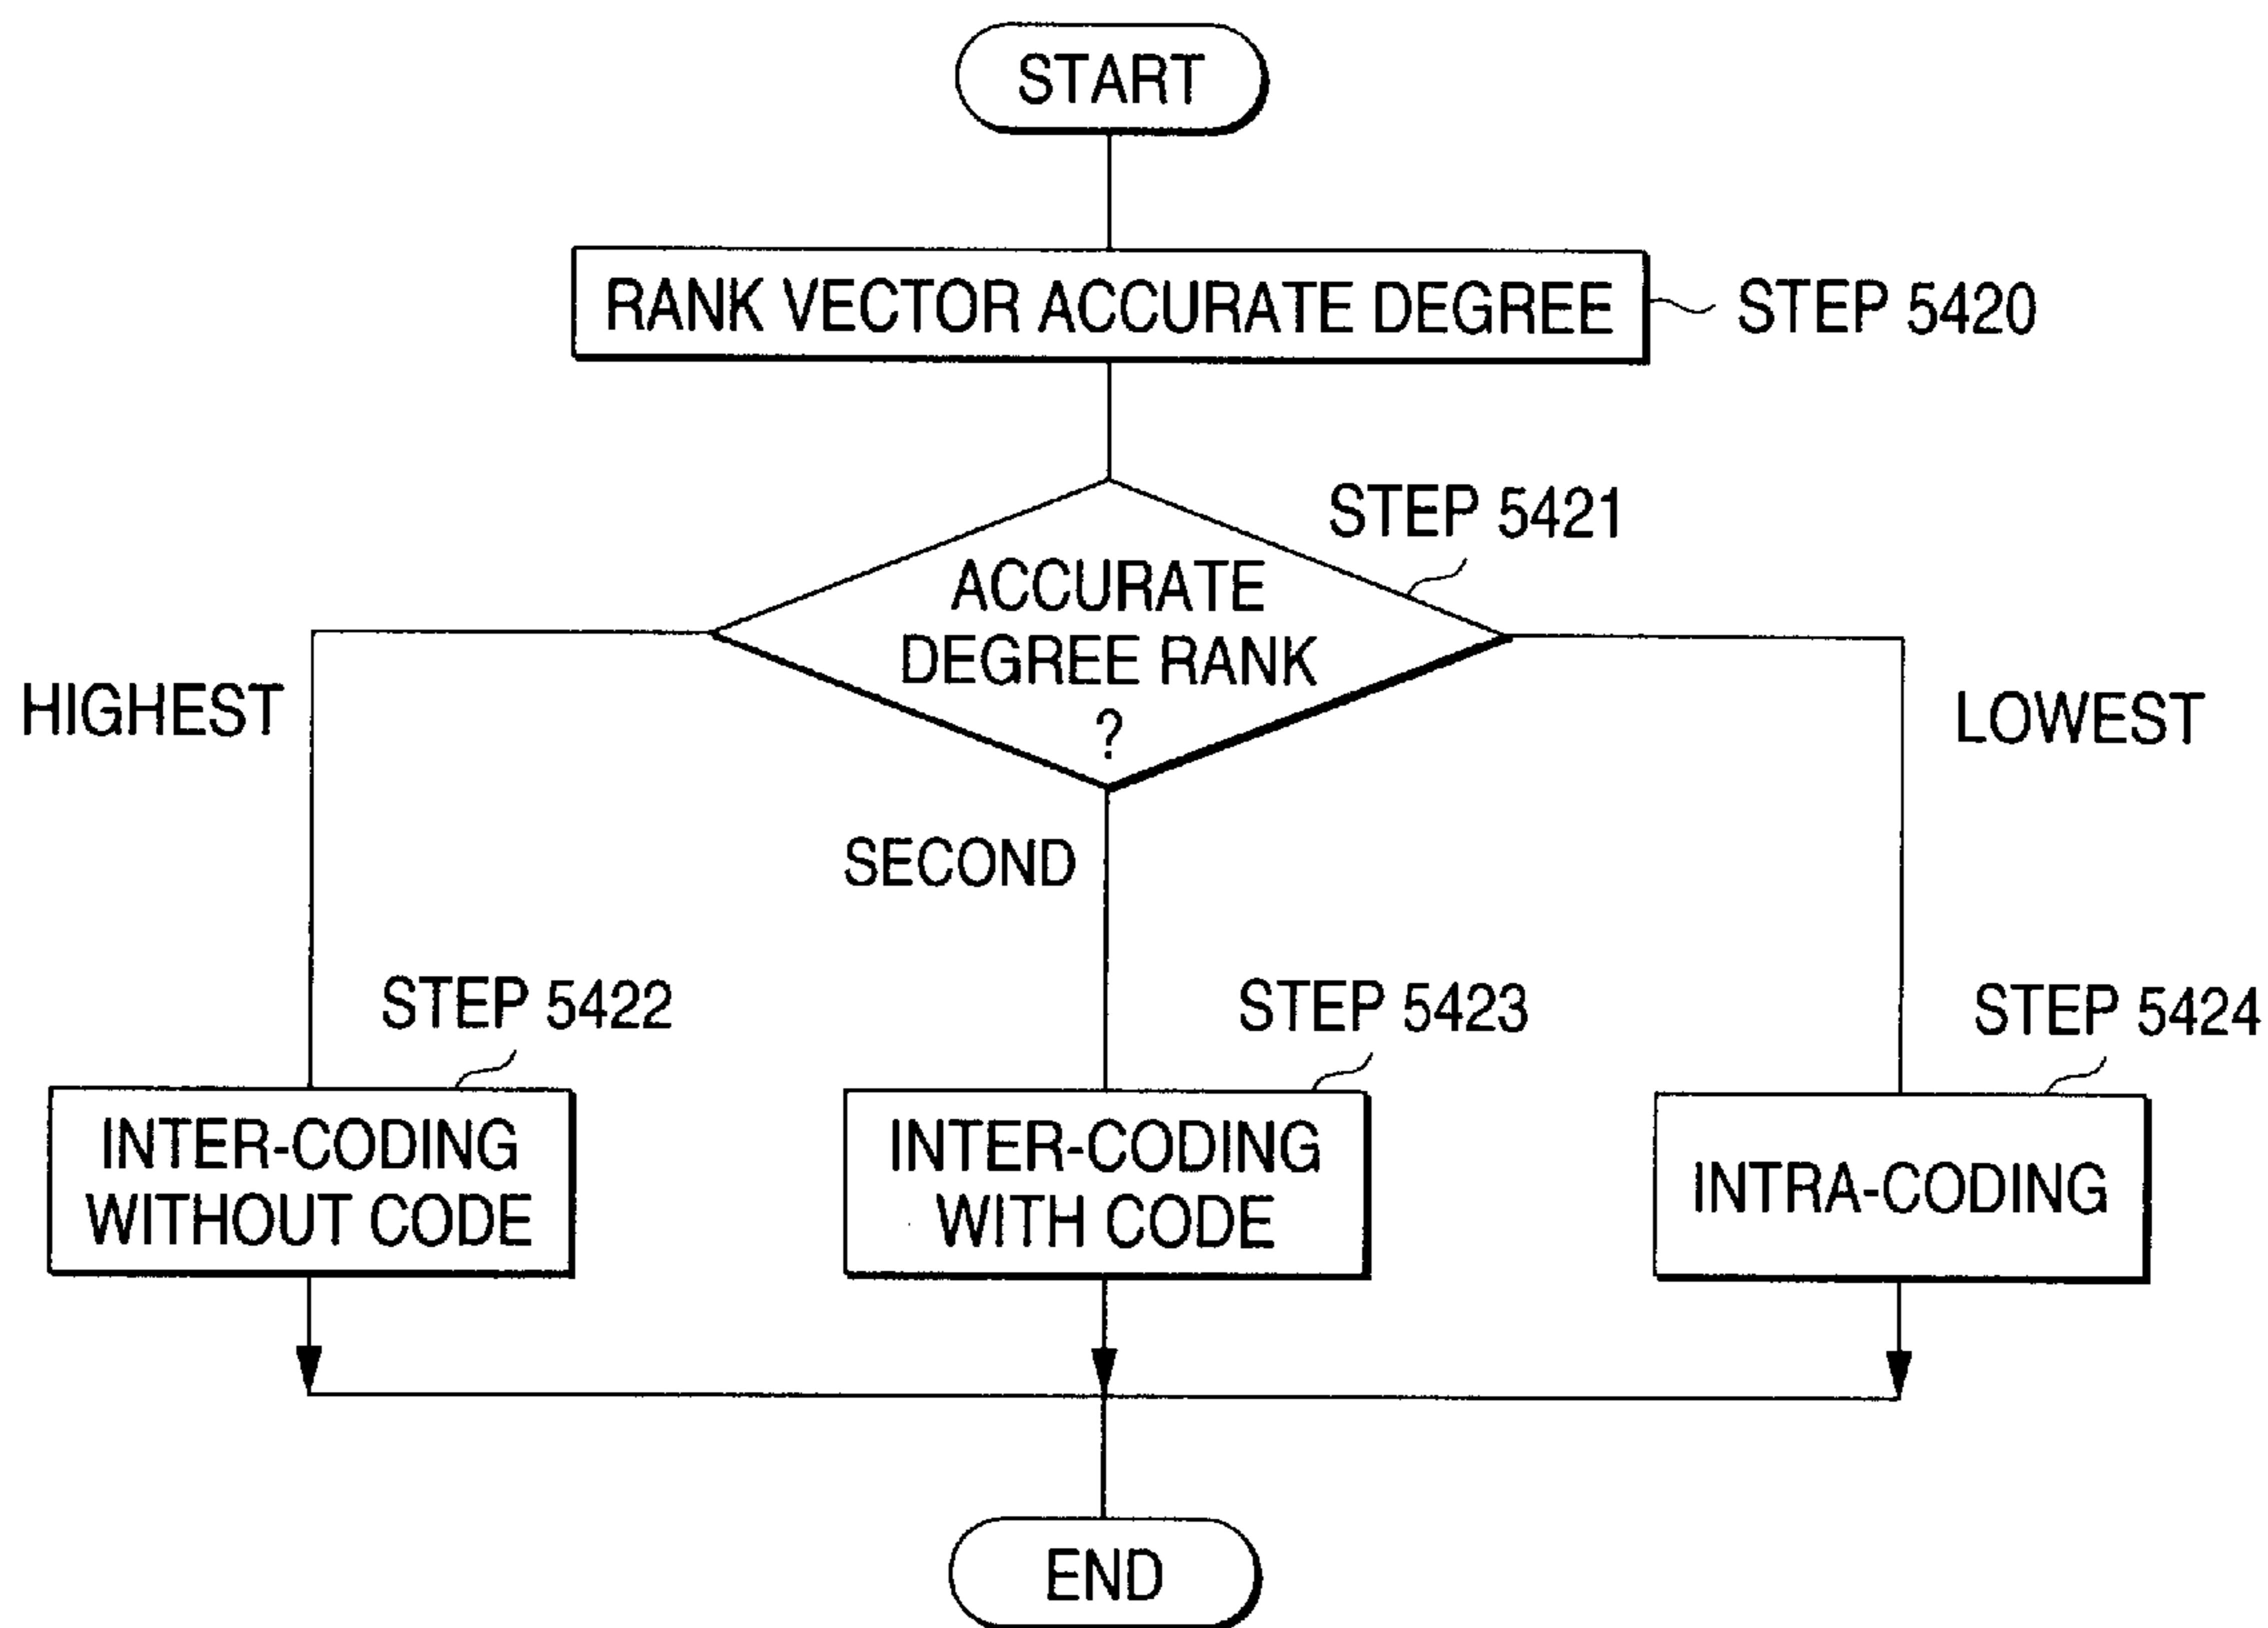 START
RANK VECTOR ACCURATE DEGREE
STEP 5420
STEP 5421
ACCURATE
DEGREE RANK
?
HIGHEST
LOWEST
SECOND
STEP 5422
STEP 5423
STEP 5424
INTER-CODING
WITHOUT CODE
INTER-CODING
WITH CODE
INTRA-CODING
END